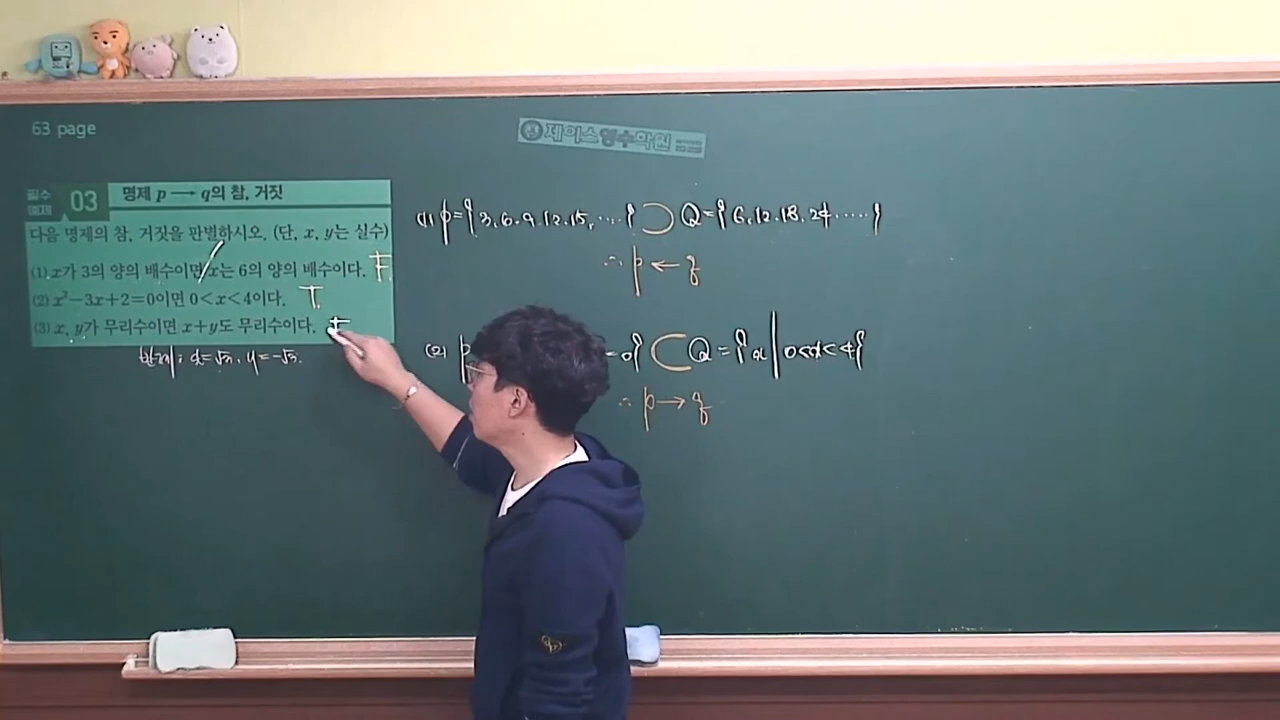 63 page
제이스영수학원
필수 예제 03 명제 p → q의 참, 거짓
다음 명제의 참, 거짓을 판별하시오. (단, x, y는 실수)
(1) x가 3의 양의 배수이면 x는 6의 양의 배수이다. F.
(2) x²-3x+2=0이면 0<x<4이다. T.
(3) x, y가 무리수이면 x+y도 무리수이다. F
반례: x=√3, y=-√3.
(1) P={3, 6, 9, 12, 15, ....} ⊃ Q={6, 12, 18, 24 .....}
∴ p ← q
(2) P =0} ⊂ Q={x|0<x<4}
∴ p → q